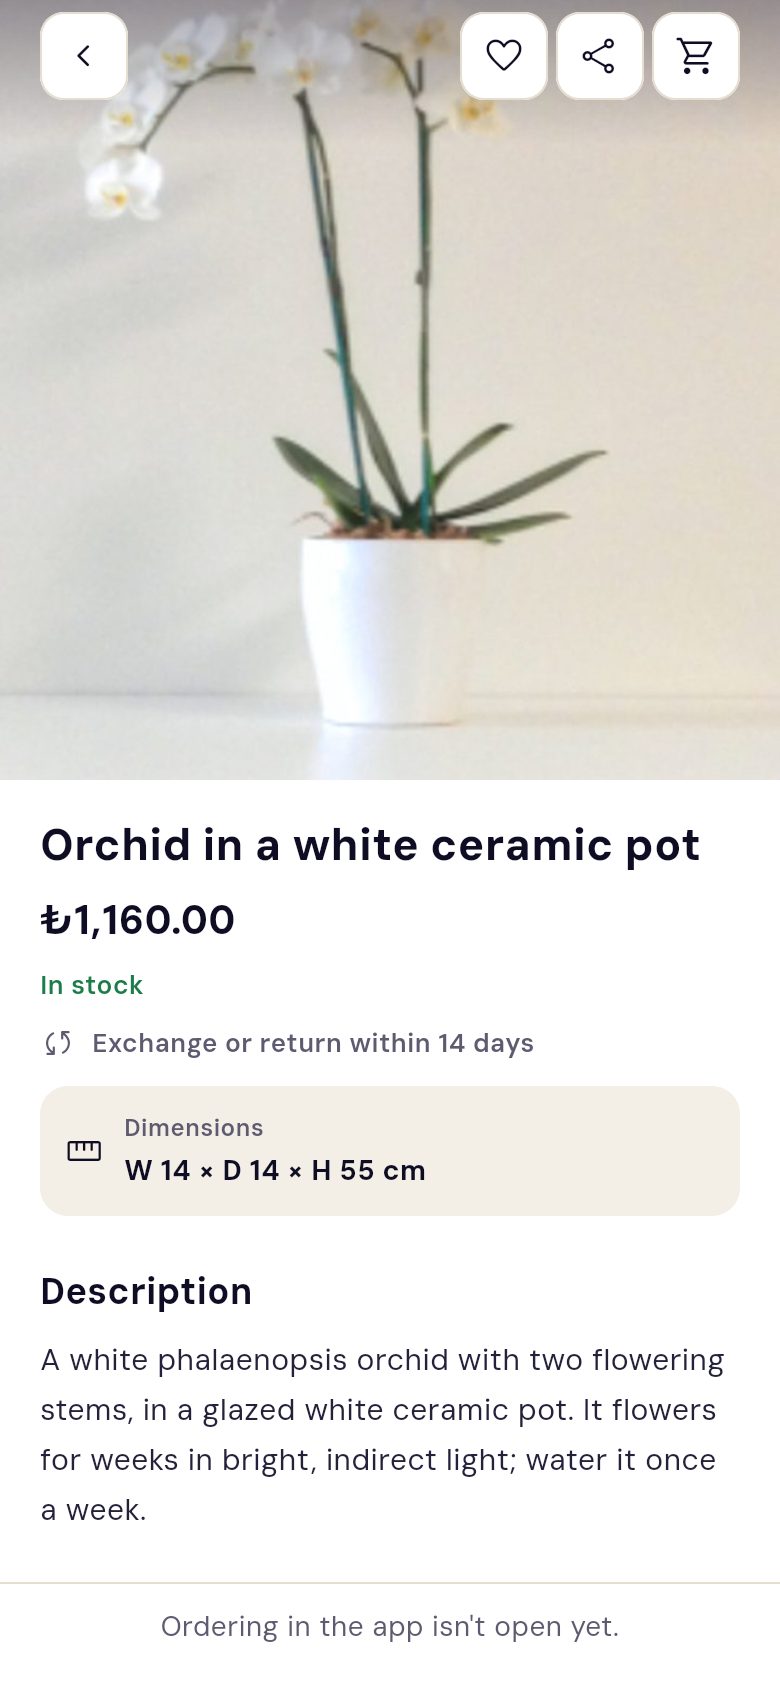 Orchid in a white ceramic pot
₺1,160.00
In stock
Exchange or return within 14 days
Dimensions
W 14 × D 14 × H 55 cm
Description
A white phalaenopsis orchid with two flowering
stems, in a glazed white ceramic pot. It flowers
for weeks in bright, indirect light; water it once
a week.
Ordering in the app isn't open yet.